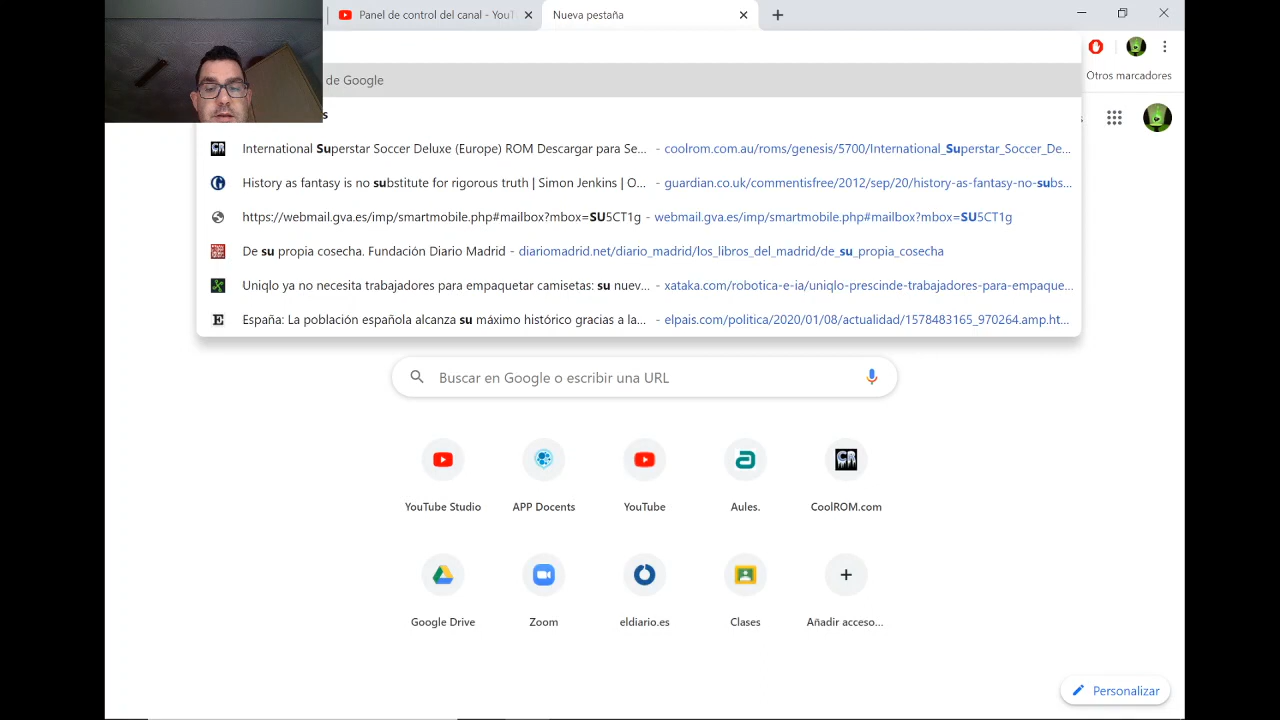 Panel de control del canal - YouT
Nueva pestaña
de Google
Otros marcadores
s
s
International Superstar Soccer Deluxe (Europe) ROM Descargar para Se... - coolrom.com.au/roms/genesis/5700/International_Superstar_Soccer_De...
History as fantasy is no substitute for rigorous truth | Simon Jenkins | O... - guardian.co.uk/commentisfree/2012/sep/20/history-as-fantasy-no-subs...
https://webmail.gva.es/imp/smartmobile.php#mailbox?mbox=SU5CT1g - webmail.gva.es/imp/smartmobile.php#mailbox?mbox=SU5CT1g
De su propia cosecha. Fundación Diario Madrid - diariomadrid.net/diario_madrid/los_libros_del_madrid/de_su_propia_cosecha
Uniqlo ya no necesita trabajadores para empaquetar camisetas: su nuev... - xataka.com/robotica-e-ia/uniqlo-prescinde-trabajadores-para-empaque...
España: La población española alcanza su máximo histórico gracias a la... - elpais.com/politica/2020/01/08/actualidad/1578483165_970264.amp.ht...
Buscar en Google o escribir una URL
CR
YouTube Studio
APP Docents
YouTube
Aules.
CoolROM.com
Google Drive
Zoom
eldiario.es
Clases
Añadir acceso...
Personalizar